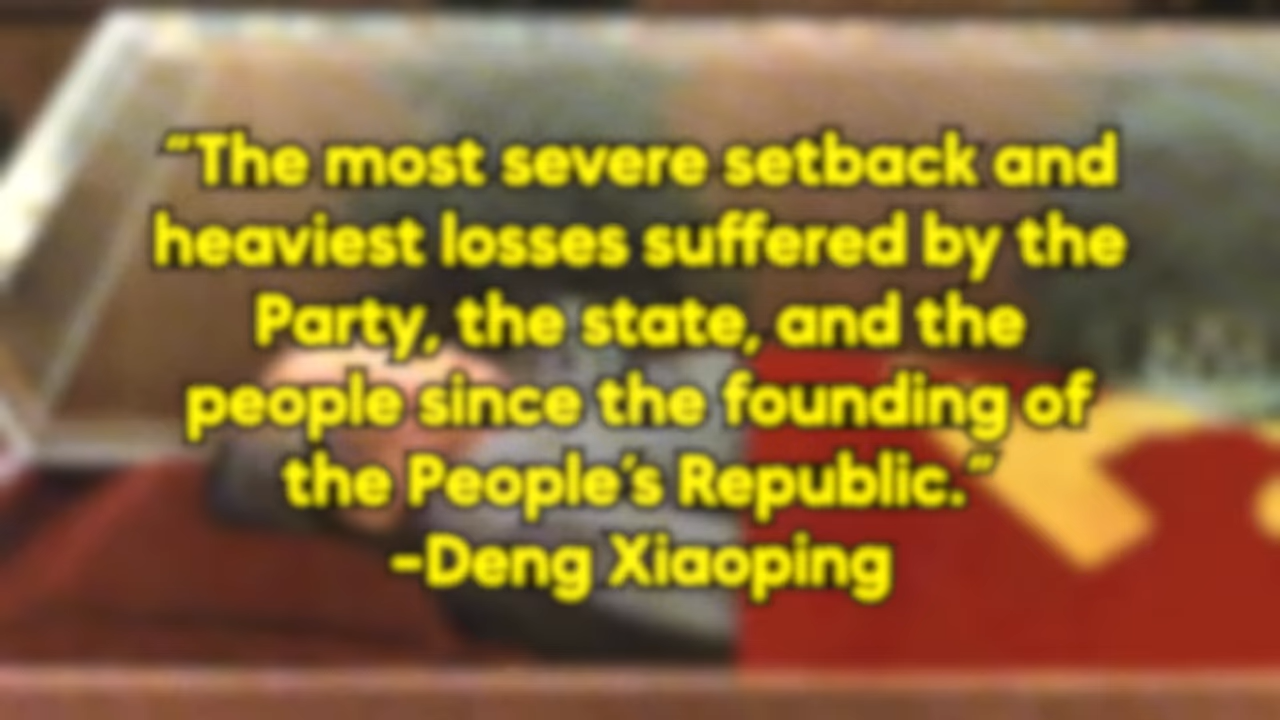 “The most severe setback and
heaviest losses suffered by the
Party, the state, and the
people since the founding of
the People’s Republic.”
–Deng Xiaoping